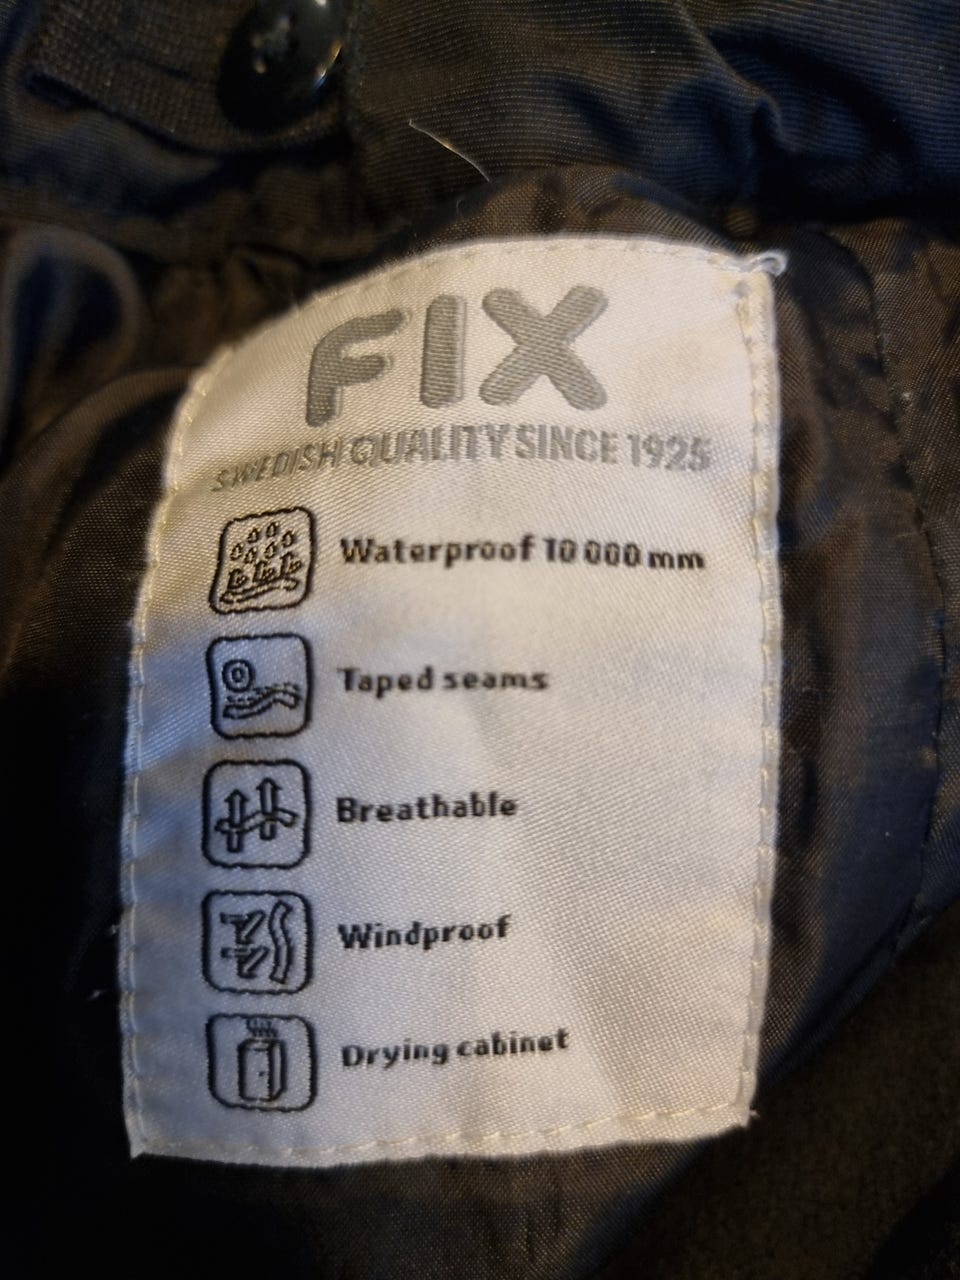 FIX
SWEDISH QUALITY SINCE 1925
Waterproof 10 000 mm
Taped seams
Breathable
Windproof
Drying cabinet